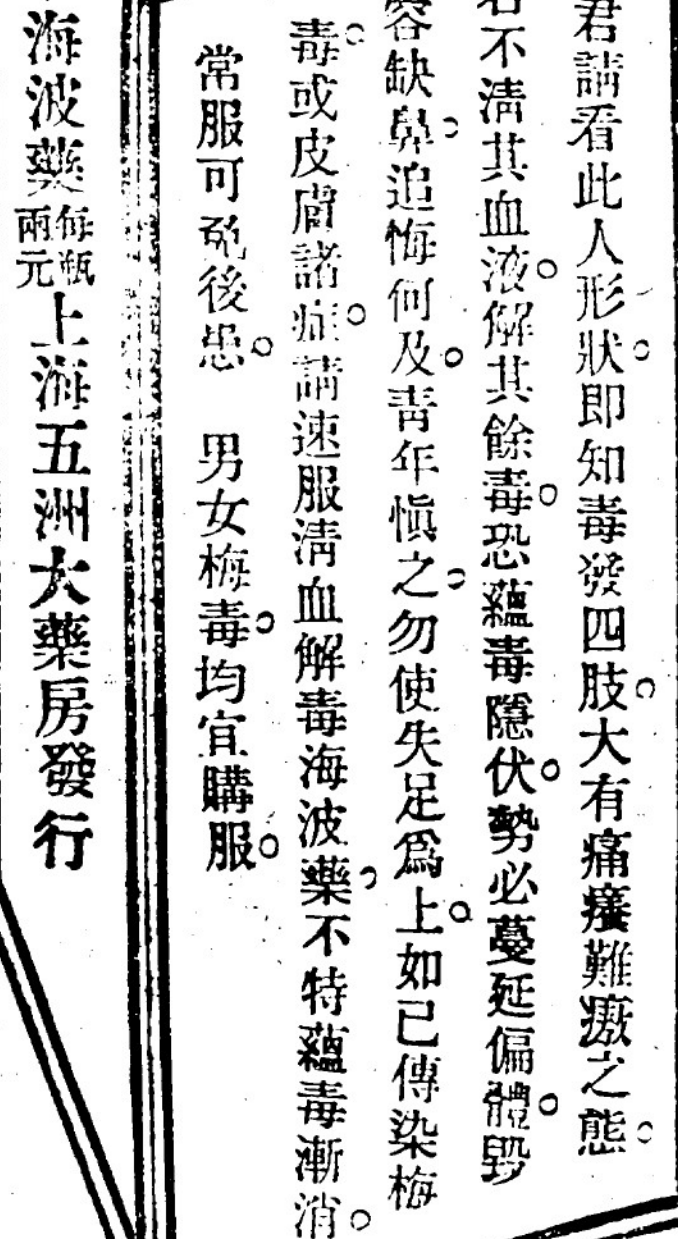 君請看此人形狀。即知毒發四肢。大有痛癢難熬之態。
若不清其血液。解其餘毒。恐蘊毒隱伏。勢必蔓延偏體。毀
容缺鼻。追悔何及。青年愼之。勿使失足爲上。如已傳染梅
毒。或皮膚諸症。請速服淸血解毒海波藥。不特蘊毒漸消。
常服可免後患。　男女梅毒。均宜購服。
海波藥每瓶兩元上海五洲大藥房發行